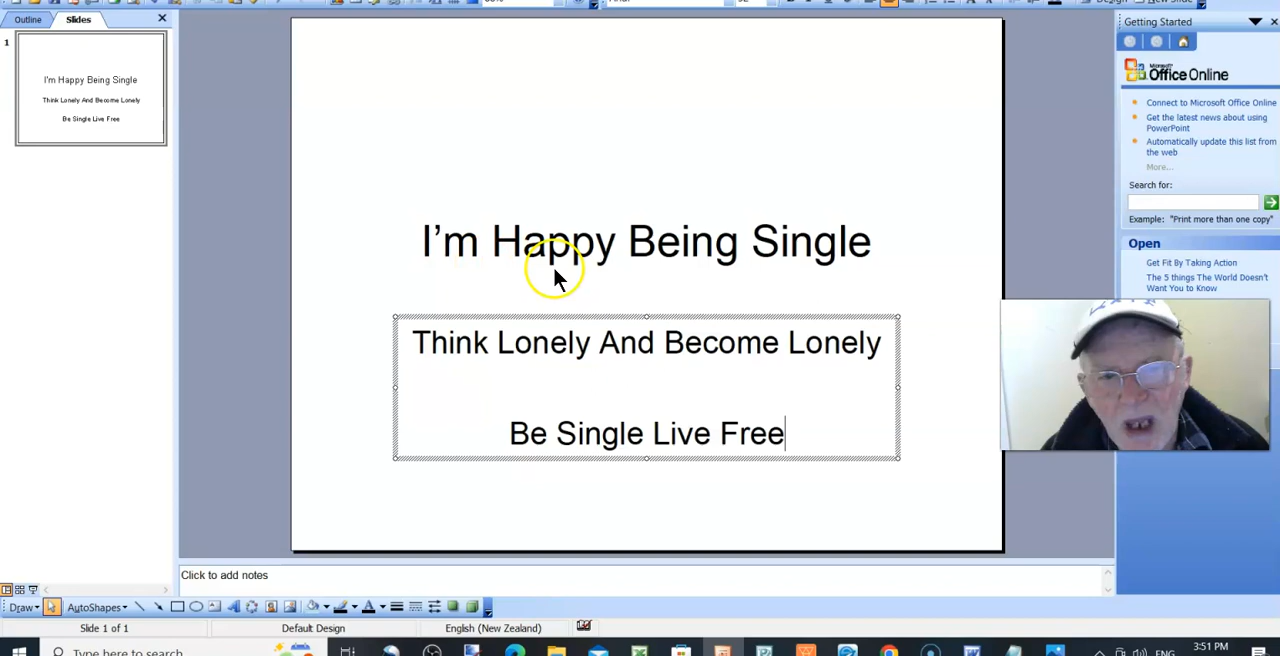 Outline
Slides
Getting Started
1
I'm Happy Being Single
Think Lonely And Become Lonely
Be Single Live Free
I'm Happy Being Single
Think Lonely And Become Lonely
Be Single Live Free
Microsoft
Office Online
Connect to Microsoft Office Online
Get the latest news about using
PowerPoint
Automatically update this list from
the web
More...
Search for:
Example: "Print more than one copy"
Open
Get Fit By Taking Action
The 5 things The World Doesn't
Want You to Know
Click to add notes
Draw
AutoShapes
Slide 1 of 1
Default Design
English (New Zealand)
Type here to search
ENG
3:51 PM